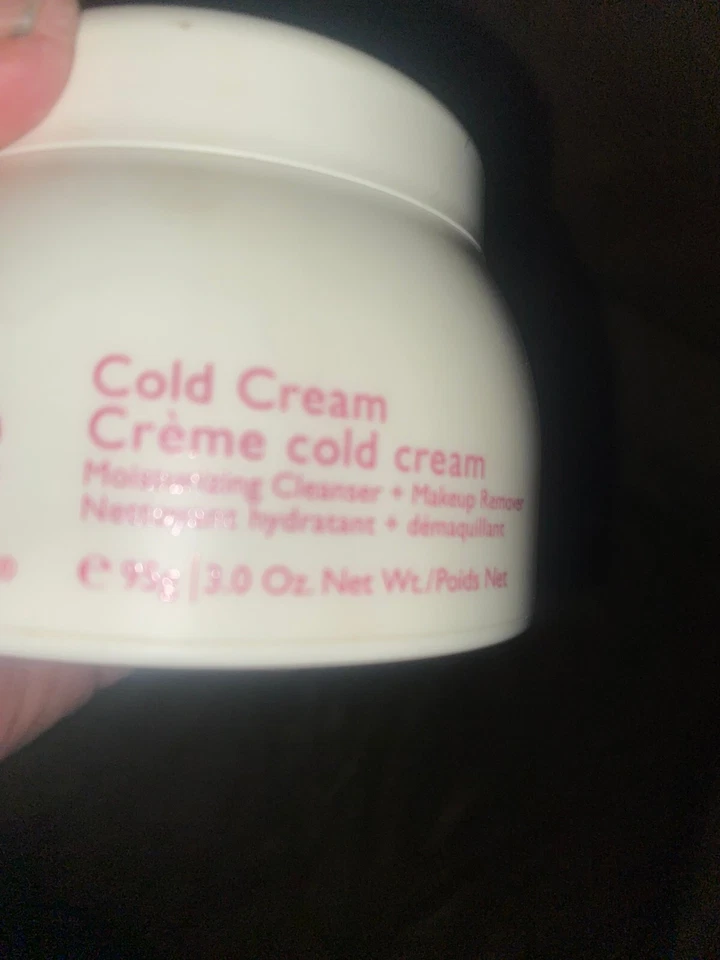 Cold Cream
Crème cold cream
Moisturizing Cleanser + Makeup Remover
Nettoyant hydratant + démaquillant
℮ 95g | 3.0 Oz. Net Wt./Poids Net
®